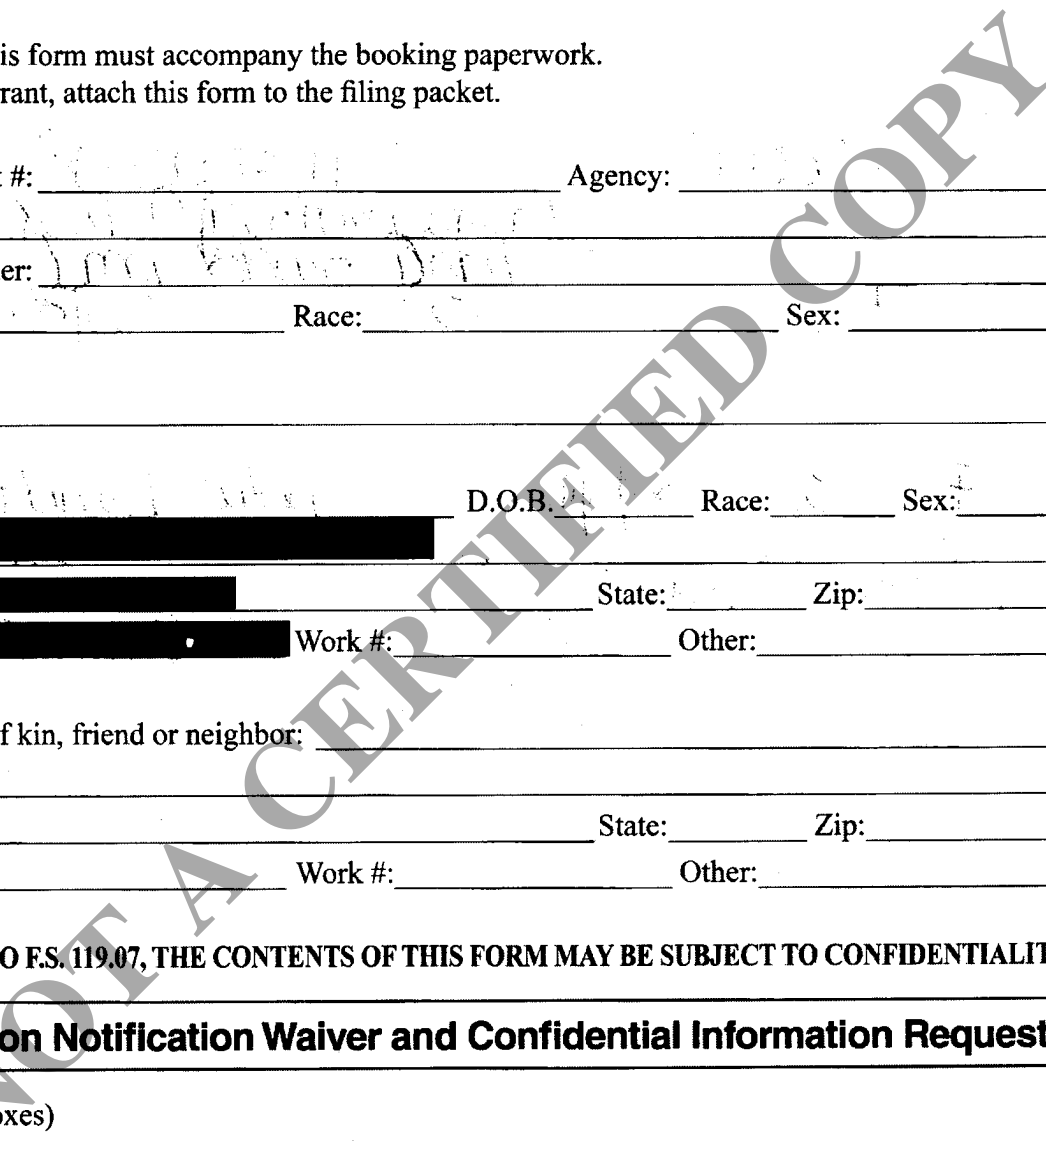 is form must accompany the booking paperwork.
rant, attach this form to the filing packet.
#: Agency:
er:
Race: Sex:
D.O.B. Race: Sex:
State: Zip:
Work #: Other:
f kin, friend or neighbor:
State: Zip:
Work #: Other:
O F.S. 119.07, THE CONTENTS OF THIS FORM MAY BE SUBJECT TO CONFIDENTIALIT
on Notification Waiver and Confidential Information Request
oxes)
NOT A CERTIFIED COPY